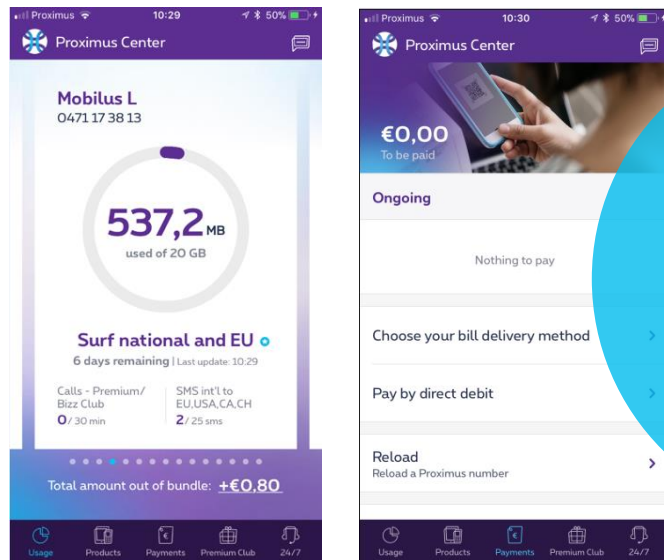 Proximus 10:29 50%
Proximus Center
Mobilus L
0471 17 38 13
537,2 MB
used of 20 GB
Surf national and EU
6 days remaining | Last update: 10:29
Calls - Premium/
Bizz Club
0 / 30 min
SMS int'l to
EU,USA,CA,CH
2 / 25 sms
Total amount out of bundle: +€0,80
Usage Products Payments Premium Club 24/7
Proximus 10:30 50%
Proximus Center
€0,00
To be paid
Ongoing
Nothing to pay
Choose your bill delivery method
Pay by direct debit
Reload
Reload a Proximus number
Usage Products Payments Premium Club 24/7